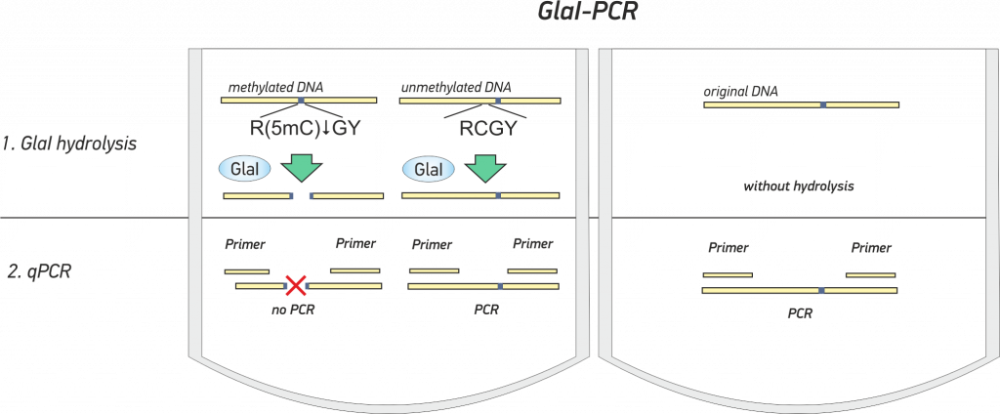 GlaI-PCR
methylated DNA
unmethylated DNA
original DNA
R(5mC)↓GY
RCGY
1. GlaI hydrolysis
GlaI
GlaI
without hydrolysis
Primer
Primer
Primer
Primer
Primer
Primer
2. qPCR
no PCR
PCR
PCR